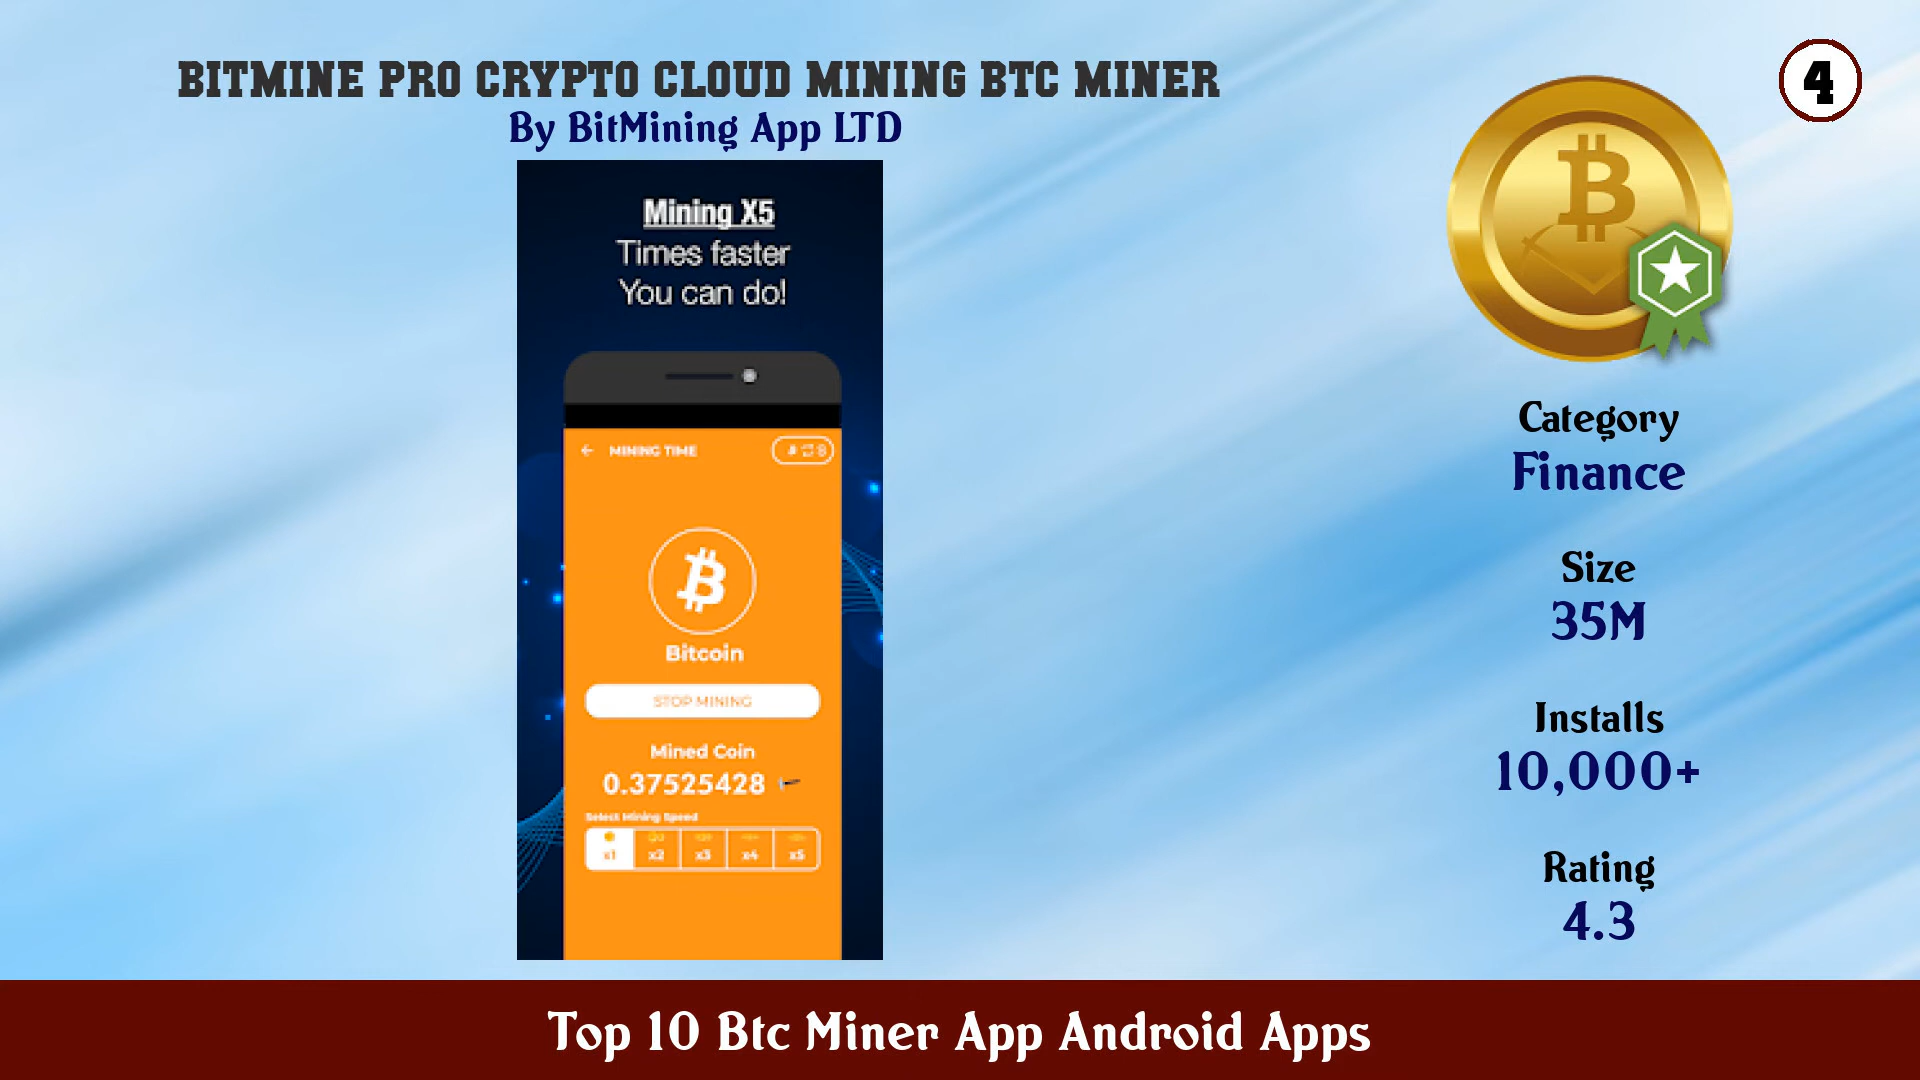 BITMINE PRO CRYPTO CLOUD MINING BTC MINER
By BitMining App LTD
4
Mining X5
Times faster
You can do!
MINING TIME
Bitcoin
STOP MINING
Mined Coin
0.37525428
Select Mining Speed
x1 x2 x3 x4 x5
Category
Finance
Size
35M
Installs
10,000+
Rating
4.3
Top 10 Btc Miner App Android Apps